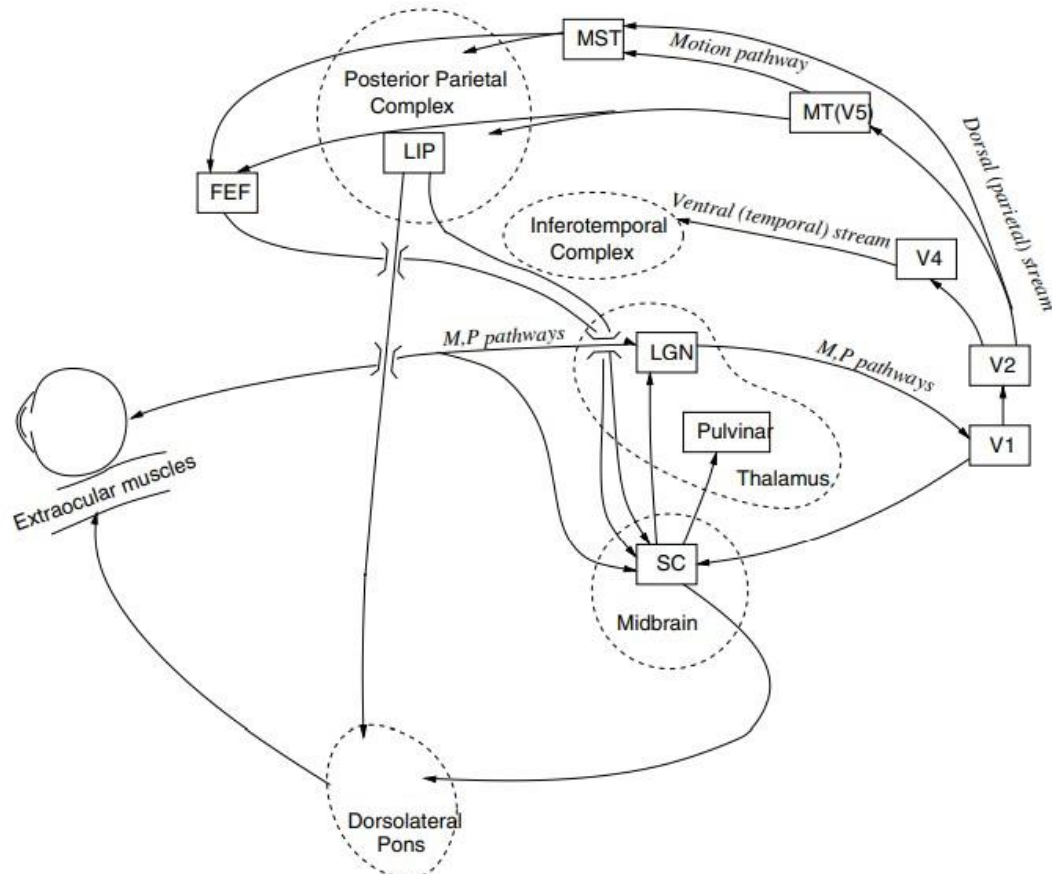 MST
Motion pathway
Posterior Parietal
Complex
MT(V5)
LIP
FEF
Dorsal (parietal) stream
Ventral (temporal) stream
Inferotemporal
Complex
V4
M,P pathways
LGN
M,P pathways
V2
Pulvinar
V1
Thalamus
Extraocular muscles
SC
Midbrain
Dorsolateral
Pons